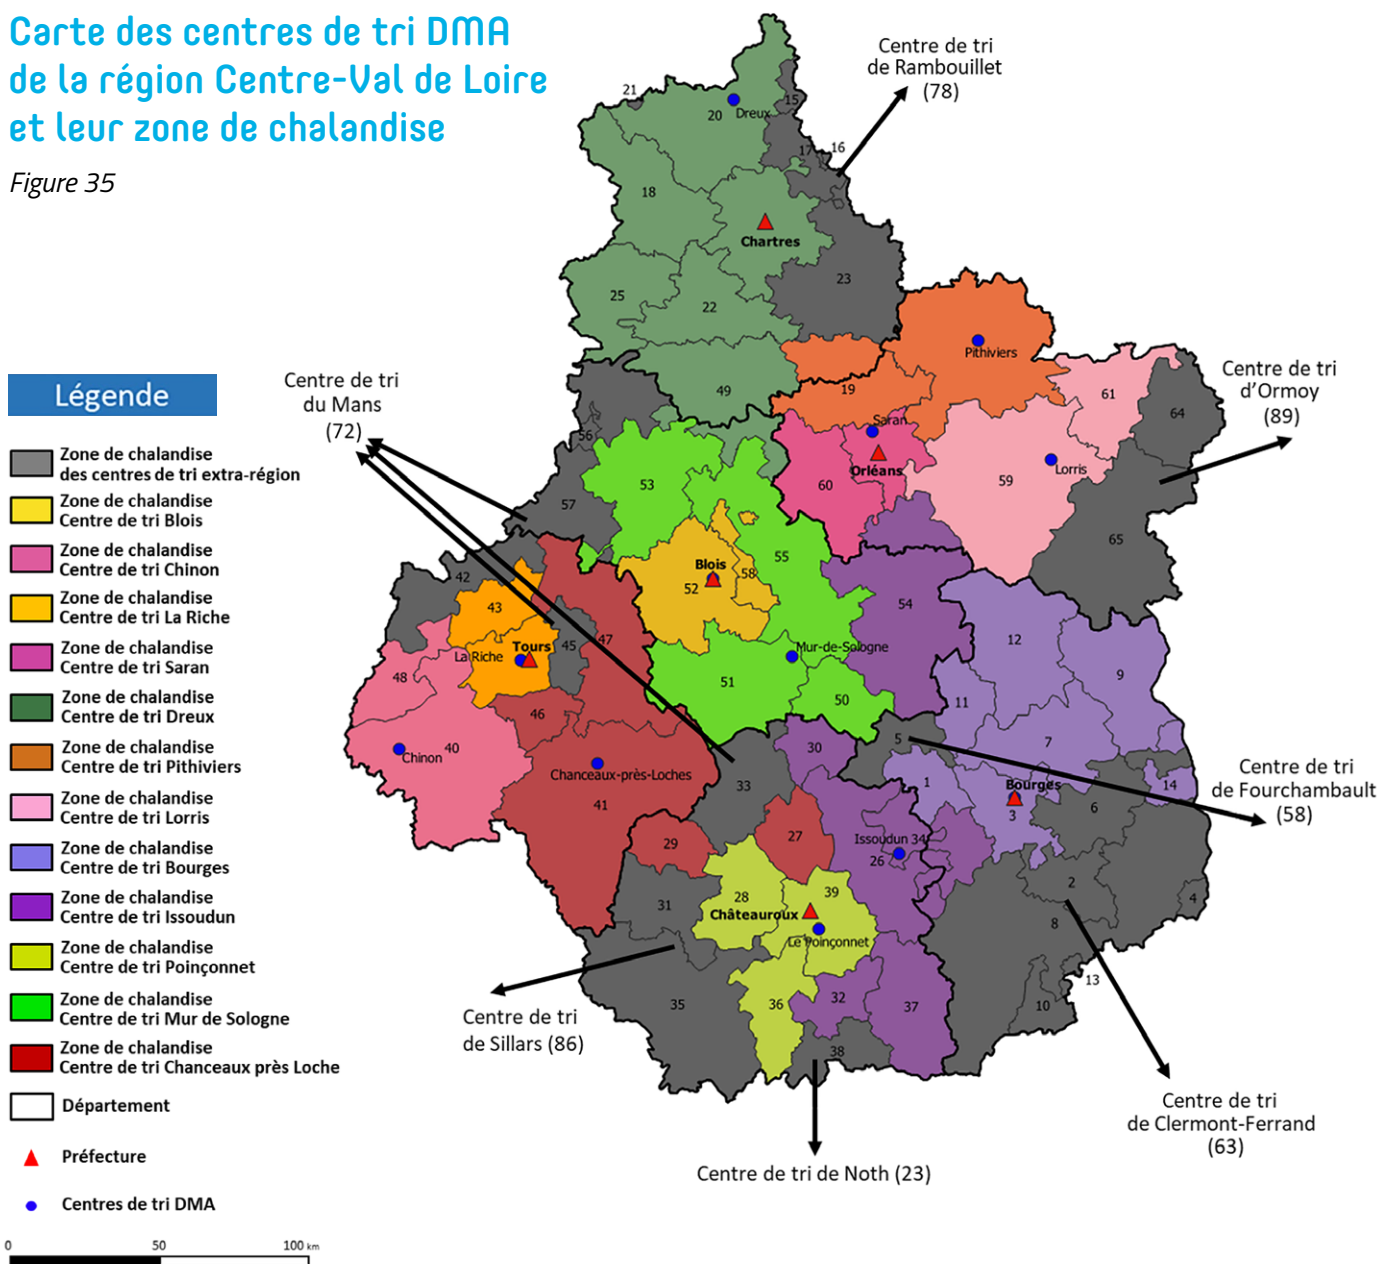 Carte des centres de tri DMA
de la région Centre-Val de Loire
et leur zone de chalandise
Figure 35
Légende
Zone de chalandise
des centres de tri extra-région
Zone de chalandise
Centre de tri Blois
Zone de chalandise
Centre de tri Chinon
Zone de chalandise
Centre de tri La Riche
Zone de chalandise
Centre de tri Saran
Zone de chalandise
Centre de tri Dreux
Zone de chalandise
Centre de tri Pithiviers
Zone de chalandise
Centre de tri Lorris
Zone de chalandise
Centre de tri Bourges
Zone de chalandise
Centre de tri Issoudun
Zone de chalandise
Centre de tri Poinçonnet
Zone de chalandise
Centre de tri Mur de Sologne
Zone de chalandise
Centre de tri Chanceaux près Loche
Département
Préfecture
Centres de tri DMA
0 50 100 km
Centre de tri
de Rambouillet
(78)
Centre de tri
du Mans
(72)
Centre de tri
d'Ormoy
(89)
Centre de tri
de Fourchambault
(58)
Centre de tri
de Sillars (86)
Centre de tri
de Clermont-Ferrand
(63)
Centre de tri de Noth (23)
21
20
Dreux
15
17
16
18
Chartres
23
25
22
Pithiviers
49
19
61
64
56
Saran
Orléans
53
60
59
Lorris
57
65
55
Blois
52
58
42
43
54
12
45
47
Tours
La Riche
Mur-de-Sologne
48
51
50
9
11
46
40
Chinon
30
5
7
Chanceaux-près-Loches
41
33
1
Bourges
3
14
6
29
27
Issoudun 34
26
28
39
31
Châteauroux
Le Poinçonnet
2
4
8
35
36
32
37
10
13
38